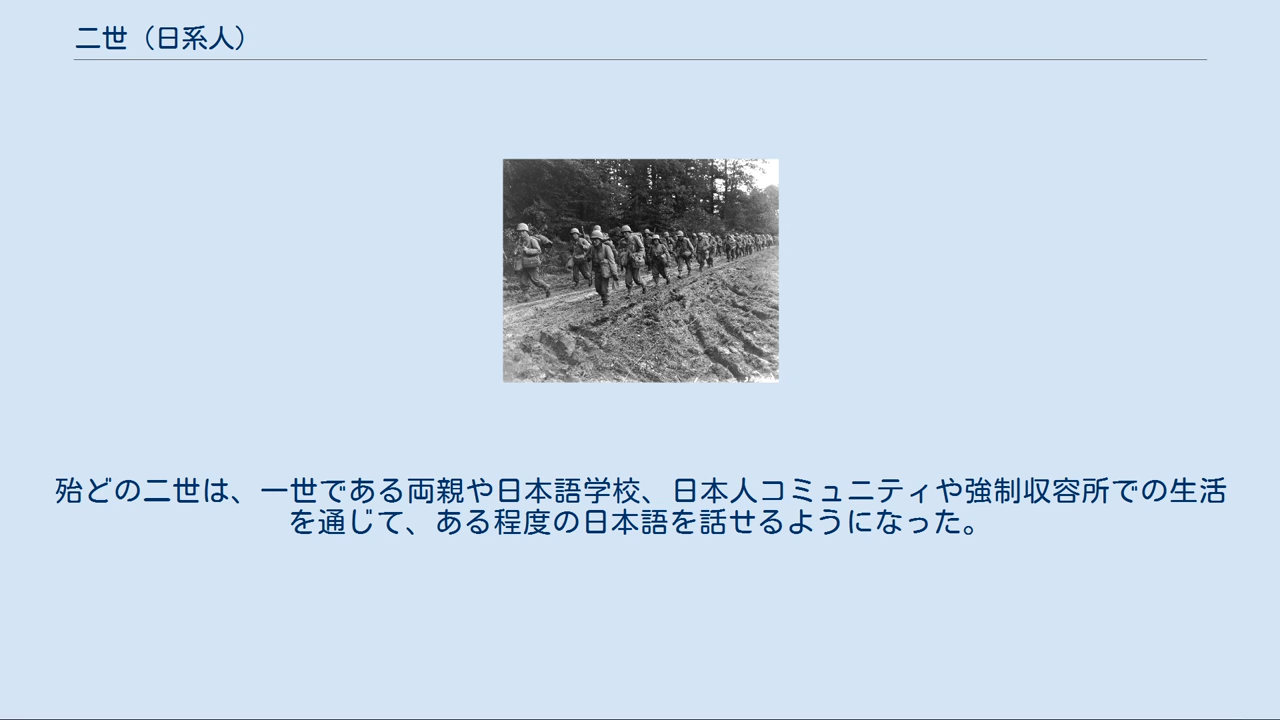 二世（日系人）
殆どの二世は、一世である両親や日本語学校、日本人コミュニティや強制収容所での生活
を通じて、ある程度の日本語を話せるようになった。